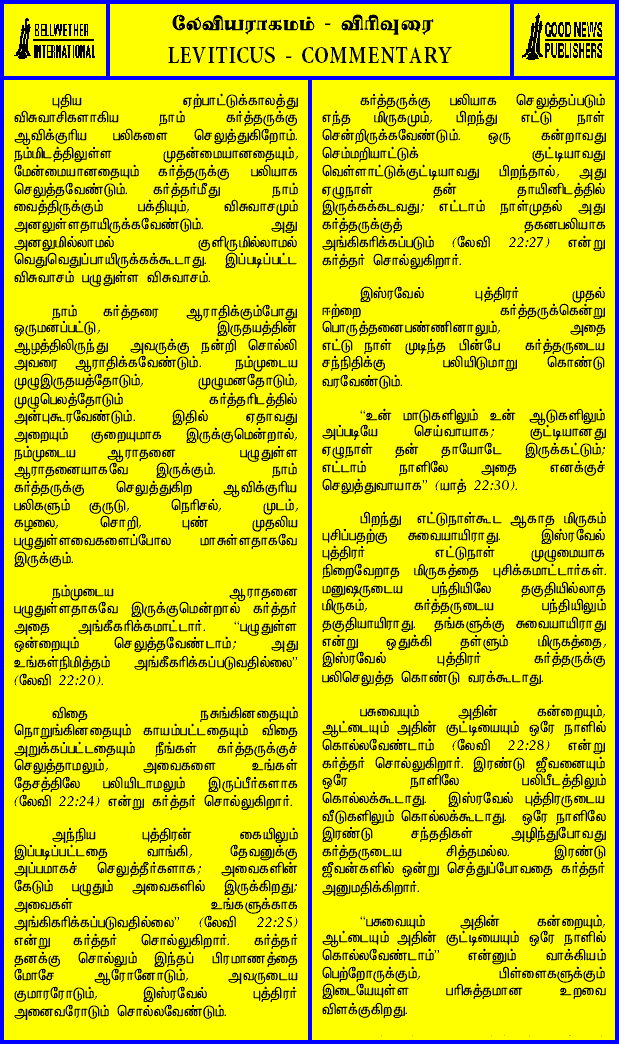 BELLWETHER
INTERNATIONAL
லேவியராகமம் - விரிவுரை
LEVITICUS - COMMENTARY
GOOD NEWS
PUBLISHERS
புதிய ஏற்பாட்டுக்காலத்து
விசுவாசிகளாகிய நாம் கர்த்தருக்கு
ஆவிக்குரிய பலிகளை செலுத்துகிறோம்.
நம்மிடத்திலுள்ள முதன்மையானதையும்,
மேன்மையானதையும் கர்த்தருக்கு பலியாக
செலுத்தவேண்டும். கர்த்தர்மீது நாம்
வைத்திருக்கும் பக்தியும், விசுவாசமும்
அனலுள்ளதாயிருக்கவேண்டும். அது
அனலுமில்லாமல் குளிருமில்லாமல்
வெதுவெதுப்பாயிருக்கக்கூடாது. இப்படிப்பட்ட
விசுவாசம் பழுதுள்ள விசுவாசம்.
நாம் கர்த்தரை ஆராதிக்கும்போது
ஒருமனப்பட்டு, இருதயத்தின்
ஆழத்திலிருந்து அவருக்கு நன்றி சொல்லி
அவரை ஆராதிக்கவேண்டும். நம்முடைய
முழுஇருதயத்தோடும், முழுமனதோடும்,
முழுபெலத்தோடும் கர்த்தரிடத்தில்
அன்புகூரவேண்டும். இதில் ஏதாவது
அறையும் குறையுமாக இருக்குமென்றால்,
நம்முடைய ஆராதனை பழுதுள்ள
ஆராதனையாகவே இருக்கும். நாம்
கர்த்தருக்கு செலுத்துகிற ஆவிக்குரிய
பலிகளும் குருடு, நெரிசல், முடம்,
கழலை, சொறி, புண் முதலிய
பழுதுள்ளவைகளைப்போல மாசுள்ளதாகவே
இருக்கும்.
நம்முடைய ஆராதனை
பழுதுள்ளதாகவே இருக்குமென்றால் கர்த்தர்
அதை அங்கீகரிக்கமாட்டார். “பழுதுள்ள
ஒன்றையும் செலுத்தவேண்டாம்; அது
உங்கள்நிமித்தம் அங்கீகரிக்கப்படுவதில்லை”
(லேவி 22:20).
விதை நசுங்கினதையும்
நொறுங்கினதையும் காயம்பட்டதையும் விதை
அறுக்கப்பட்டதையும் நீங்கள் கர்த்தருக்குச்
செலுத்தாமலும், அவைகளை உங்கள்
தேசத்திலே பலியிடாமலும் இருப்பீர்களாக
(லேவி 22:24) என்று கர்த்தர் சொல்லுகிறார்.
அந்நிய புத்திரன் கையிலும்
இப்படிப்பட்டதை வாங்கி, தேவனுக்கு
அப்பமாகச் செலுத்தீர்களாக; அவைகளின்
கேடும் பழுதும் அவைகளில் இருக்கிறது;
அவைகள் உங்களுக்காக
அங்கிகரிக்கப்படுவதில்லை” (லேவி 22:25)
என்று கர்த்தர் சொல்லுகிறார். கர்த்தர்
தனக்கு சொல்லும் இந்தப் பிரமாணத்தை
மோசே ஆரோனோடும், அவருடைய
குமாரரோடும், இஸ்ரவேல் புத்திரர்
அனைவரோடும் சொல்லவேண்டும்.
கர்த்தருக்கு பலியாக செலுத்தப்படும்
எந்த மிருகமும், பிறந்து எட்டு நாள்
சென்றிருக்கவேண்டும். ஒரு கன்றாவது
செம்மறியாட்டுக் குட்டியாவது
வெள்ளாட்டுக்குட்டியாவது பிறந்தால், அது
ஏழுநாள் தன் தாயினிடத்தில்
இருக்கக்கடவது; எட்டாம் நாள்முதல் அது
கர்த்தருக்குத் தகனபலியாக
அங்கிகரிக்கப்படும் (லேவி 22:27) என்று
கர்த்தர் சொல்லுகிறார்.
இஸ்ரவேல் புத்திரர் முதல்
ஈற்றை கர்த்தருக்கென்று
பொருத்தனைபண்ணினாலும், அதை
எட்டு நாள் முடிந்த பின்பே கர்த்தருடைய
சந்நிதிக்கு பலியிடுமாறு கொண்டு
வரவேண்டும்.
“உன் மாடுகளிலும் உன் ஆடுகளிலும்
அப்படியே செய்வாயாக; குட்டியானது
ஏழுநாள் தன் தாயோடே இருக்கட்டும்;
எட்டாம் நாளிலே அதை எனக்குச்
செலுத்துவாயாக” (யாத் 22:30).
பிறந்து எட்டுநாள்கூட ஆகாத மிருகம்
புசிப்பதற்கு சுவையாயிராது. இஸ்ரவேல்
புத்திரர் எட்டுநாள் முழுமையாக
நிறைவேறாத மிருகத்தை புசிக்கமாட்டார்கள்.
மனுஷருடைய பந்தியிலே தகுதியில்லாத
மிருகம், கர்த்தருடைய பந்தியிலும்
தகுதியாயிராது. தங்களுக்கு சுவையாயிராது
என்று ஒதுக்கி தள்ளும் மிருகத்தை,
இஸ்ரவேல் புத்திரர் கர்த்தருக்கு
பலிசெலுத்த கொண்டு வரக்கூடாது.
பசுவையும் அதின் கன்றையும்,
ஆட்டையும் அதின் குட்டியையும் ஒரே நாளில்
கொல்லவேண்டாம் (லேவி 22:28) என்று
கர்த்தர் சொல்லுகிறார். இரண்டு ஜீவனையும்
ஒரே நாளிலே பலிபீடத்திலும்
கொல்லக்கூடாது. இஸ்ரவேல் புத்திரருடைய
வீடுகளிலும் கொல்லக்கூடாது. ஒரே நாளிலே
இரண்டு சந்ததிகள் அழிந்துபோவது
கர்த்தருடைய சித்தமல்ல. இரண்டு
ஜீவன்களில் ஒன்று செத்துப்போவதை கர்த்தர்
அனுமதிக்கிறார்.
“பசுவையும் அதின் கன்றையும்,
ஆட்டையும் அதின் குட்டியையும் ஒரே நாளில்
கொல்லவேண்டாம்” என்னும் வாக்கியம்
பெற்றோருக்கும், பிள்ளைகளுக்கும்
இடையேயுள்ள பரிசுத்தமான உறவை
விளக்குகிறது.